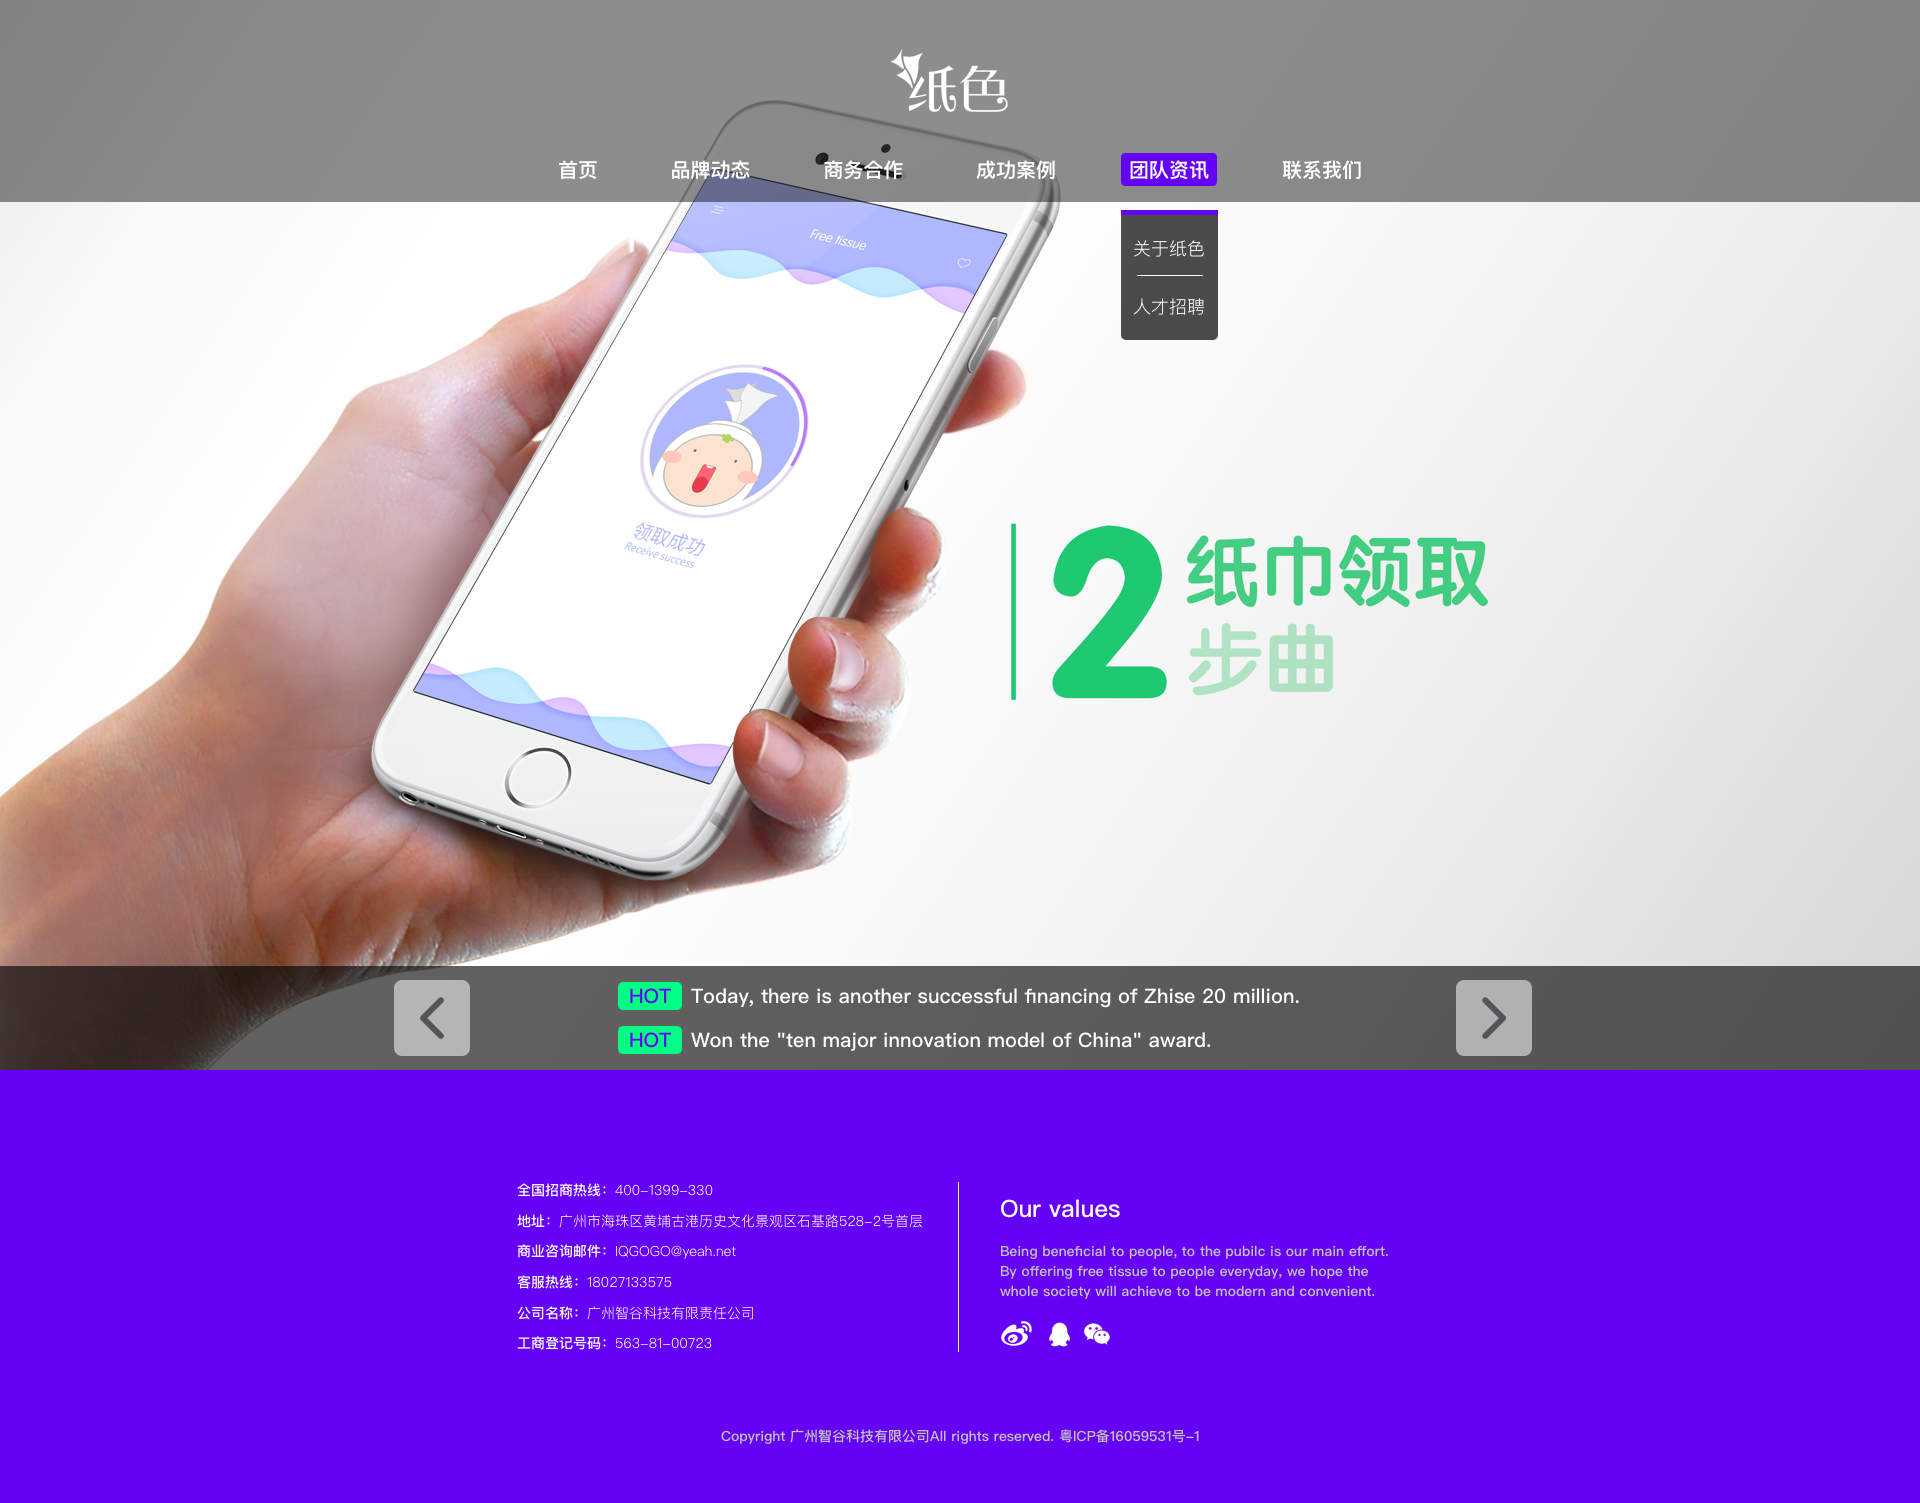 纸色
首页 品牌动态 商务合作 成功案例 团队资讯 联系我们
关于纸色
人才招聘
Free tissue
领取成功
Receive success
2 纸巾领取
步曲
HOT Today, there is another successful financing of Zhise 20 million.
HOT Won the "ten major innovation model of China" award.
全国招商热线：400-1399-330
地址：广州市海珠区黄埔古港历史文化景观区石基路528-2号首层
商业咨询邮件：IQGOGO@yeah.net
客服热线：18027133575
公司名称：广州智谷科技有限责任公司
工商登记号码：563-81-00723
Our values
Being beneficial to people, to the pubilc is our main effort.
By offering free tissue to people everyday, we hope the
whole society will achieve to be modern and convenient.
Copyright 广州智谷科技有限公司All rights reserved. 粤ICP备16059531号-1